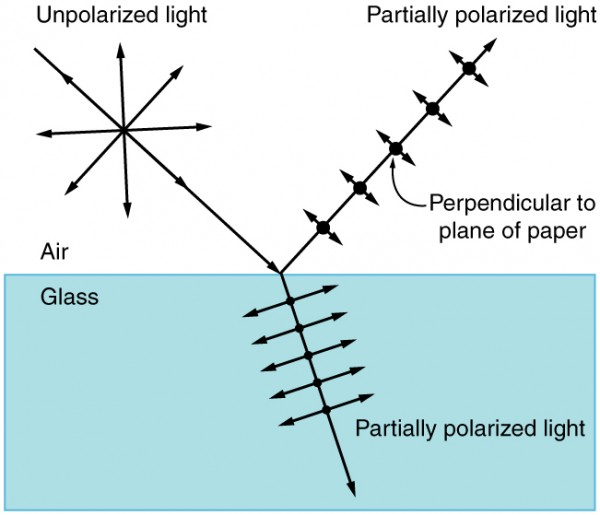 Unpolarized light
Partially polarized light
Perpendicular to
plane of paper
Air
Glass
Partially polarized light